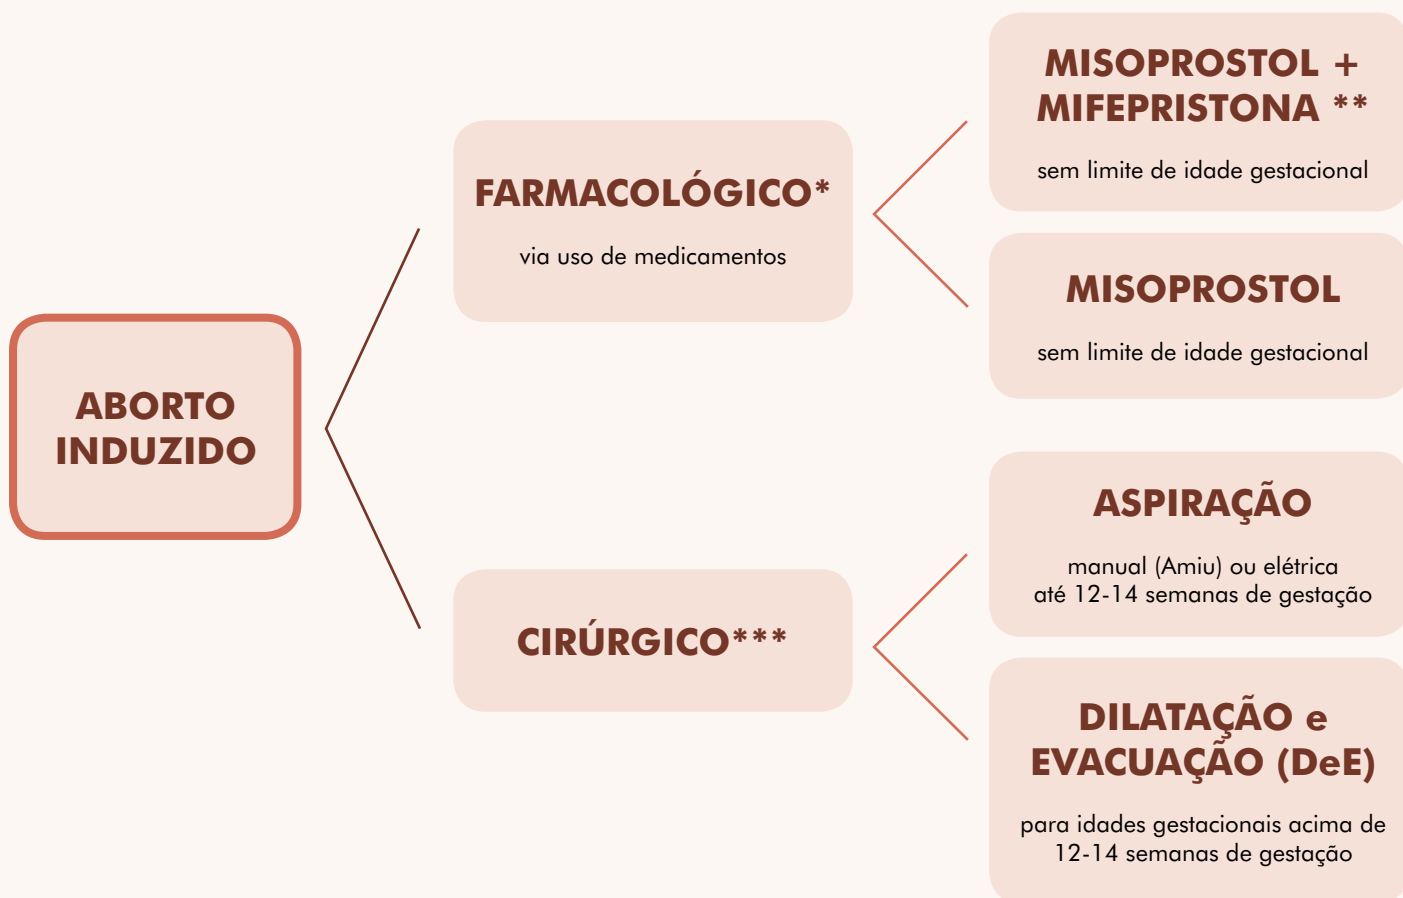 ABORTO
INDUZIDO
FARMACOLÓGICO*
via uso de medicamentos
MISOPROSTOL +
MIFEPRISTONA **
sem limite de idade gestacional
MISOPROSTOL
sem limite de idade gestacional
CIRÚRGICO***
ASPIRAÇÃO
manual (Amiu) ou elétrica
até 12-14 semanas de gestação
DILATAÇÃO e
EVACUAÇÃO (DeE)
para idades gestacionais acima de
12-14 semanas de gestação